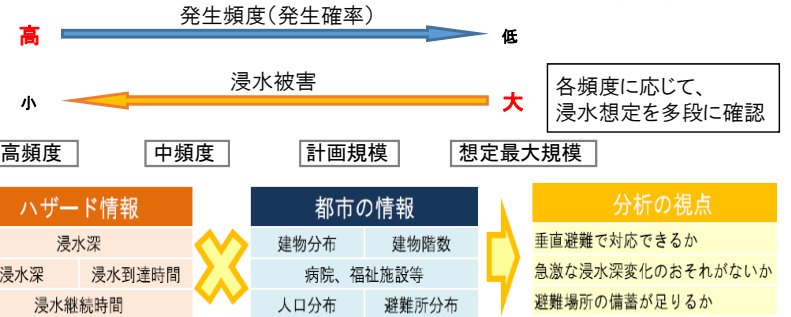 発生頻度（発生確率）
高
低
浸水被害
小
大
各頻度に応じて、
浸水想定を多段に確認
高頻度
中頻度
計画規模
想定最大規模
ハザード情報
都市の情報
分析の視点
浸水深
建物分布
建物階数
垂直避難で対応できるか
浸水深
浸水到達時間
病院、福祉施設等
急激な浸水深変化のおそれがないか
浸水継続時間
人口分布
避難所分布
避難場所の備蓄が足りるか